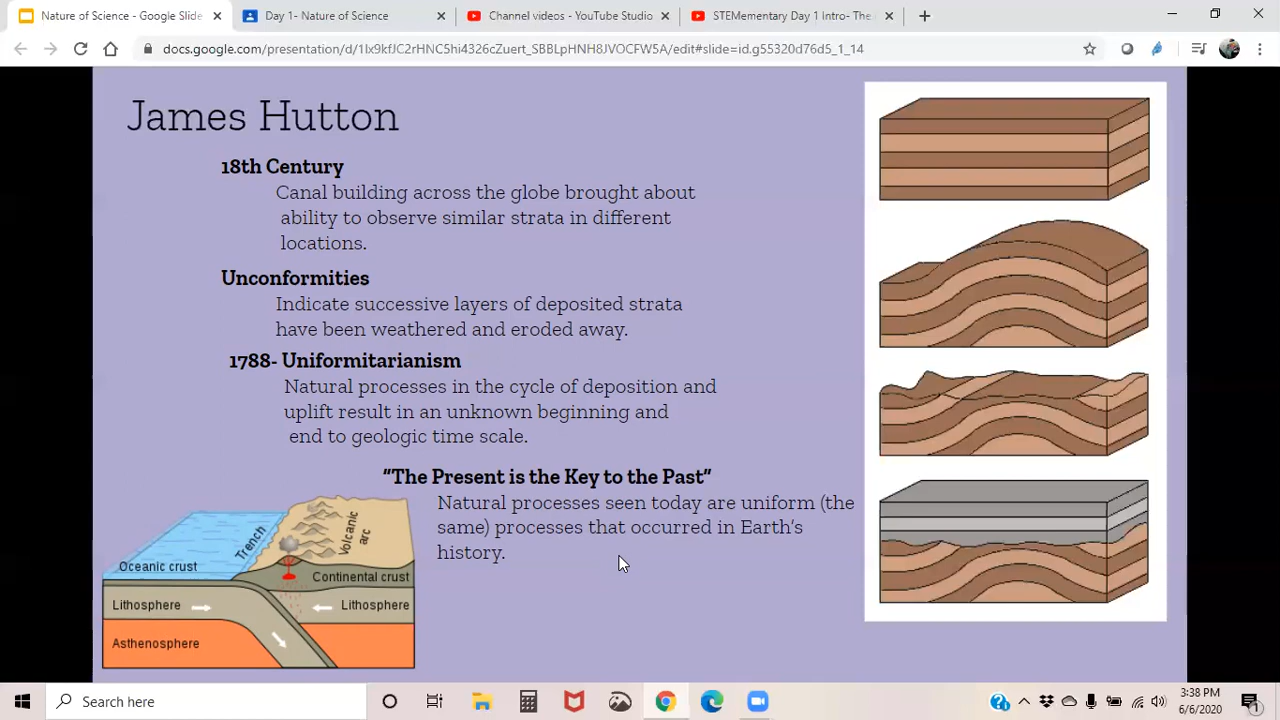 Nature of Science - Google Slide
Day 1- Nature of Science
Channel videos - YouTube Studio
STEMementary Day 1 Intro- The
docs.google.com/presentation/d/1Ix9kfJC2rHNC5hi4326cZuert_SBBLpHNH8JVOCFW5A/edit#slide=id.g55320d76d5_1_14
James Hutton
18th Century
Canal building across the globe brought about
ability to observe similar strata in different
locations.
Unconformities
Indicate successive layers of deposited strata
have been weathered and eroded away.
1788- Uniformitarianism
Natural processes in the cycle of deposition and
uplift result in an unknown beginning and
end to geologic time scale.
“The Present is the Key to the Past”
Natural processes seen today are uniform (the
same) processes that occurred in Earth’s
history.
Trench
Volcanic
arc
Oceanic crust
Continental crust
Lithosphere
Lithosphere
Asthenosphere
Search here
3:38 PM
6/6/2020
1